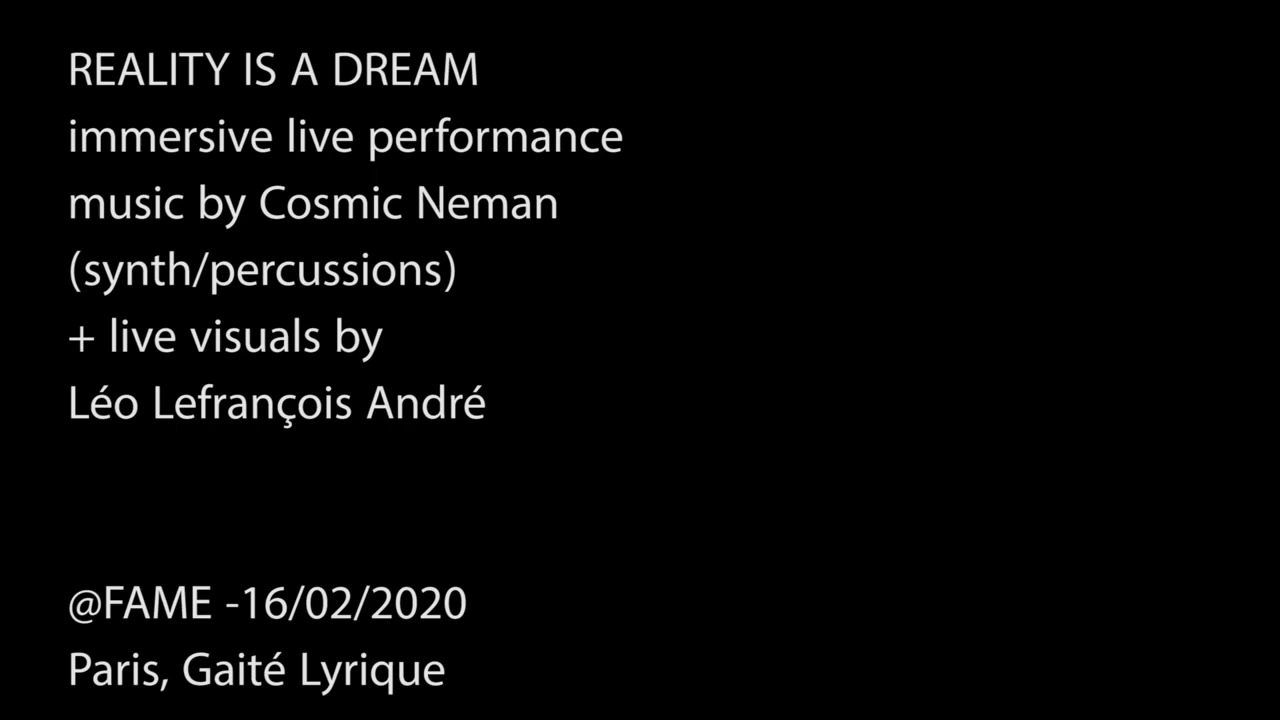 REALITY IS A DREAM
immersive live performance
music by Cosmic Neman
(synth/percussions)
+ live visuals by
Léo Lefrançois André
@FAME -16/02/2020
Paris, Gaité Lyrique